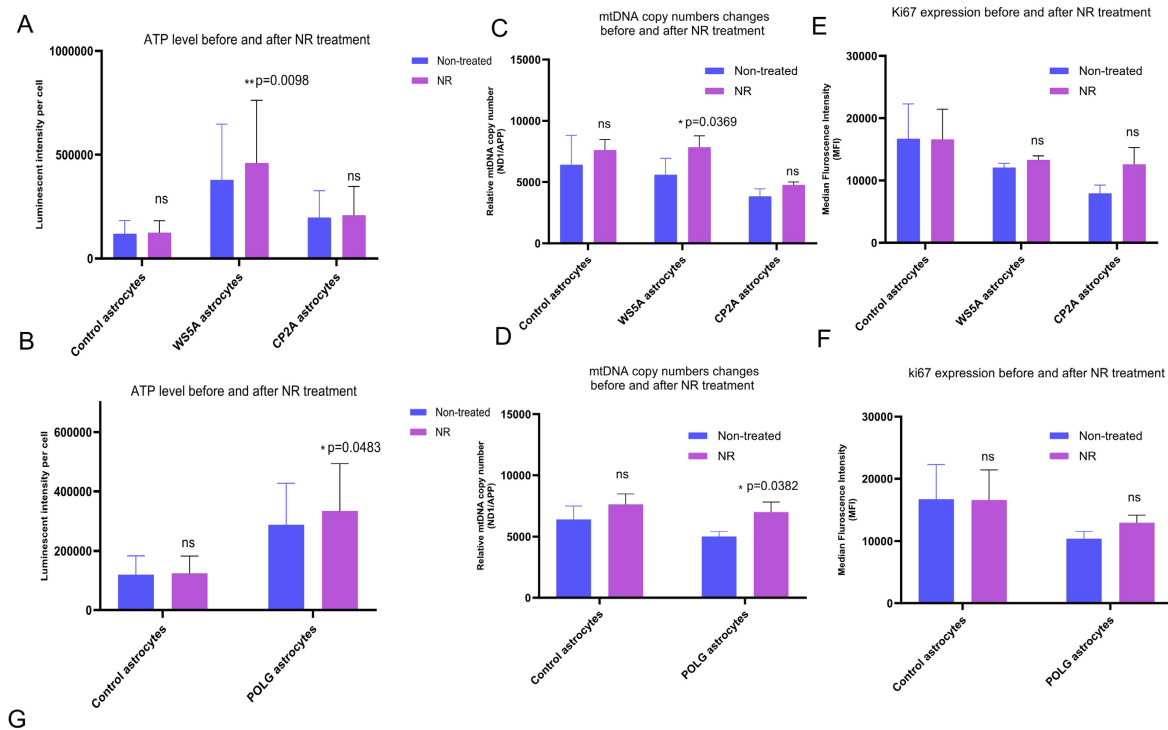 A
ATP level before and after NR treatment
Luminescent intensity per cell
1000000
500000
0
ns
**p=0.0098
ns
Non-treated
NR
Control astrocytes
WS5A astrocytes
CP2A astrocytes
C
mtDNA copy numbers changes
before and after NR treatment
Relative mtDNA copy number
(ND1/APP)
15000
10000
5000
0
Non-treated
NR
ns
* p=0.0369
ns
Control astrocytes
WS5A astrocytes
CP2A astrocytes
E
Ki67 expression before and after NR treatment
Median Fluroscence Intensity
(MFI)
30000
20000
10000
0
Non-treated
NR
ns
ns
Control astrocytes
WS5A astrocytes
CP2A astrocytes
B
ATP level before and after NR treatment
Luminescent intensity per cell
600000
400000
200000
0
Non-treated
NR
ns
* p=0.0483
Control astrocytes
POLG astrocytes
D
mtDNA copy numbers changes
before and after NR treatment
Relative mtDNA copy number
(ND1/APP)
15000
10000
5000
0
Non-treated
NR
ns
* p=0.0382
Control astrocytes
POLG astrocytes
F
ki67 expression before and after NR treatment
Median Fluroscence Intensity
(MFI)
30000
20000
10000
0
Non-treated
NR
ns
ns
Control astrocytes
POLG astrocytes
G